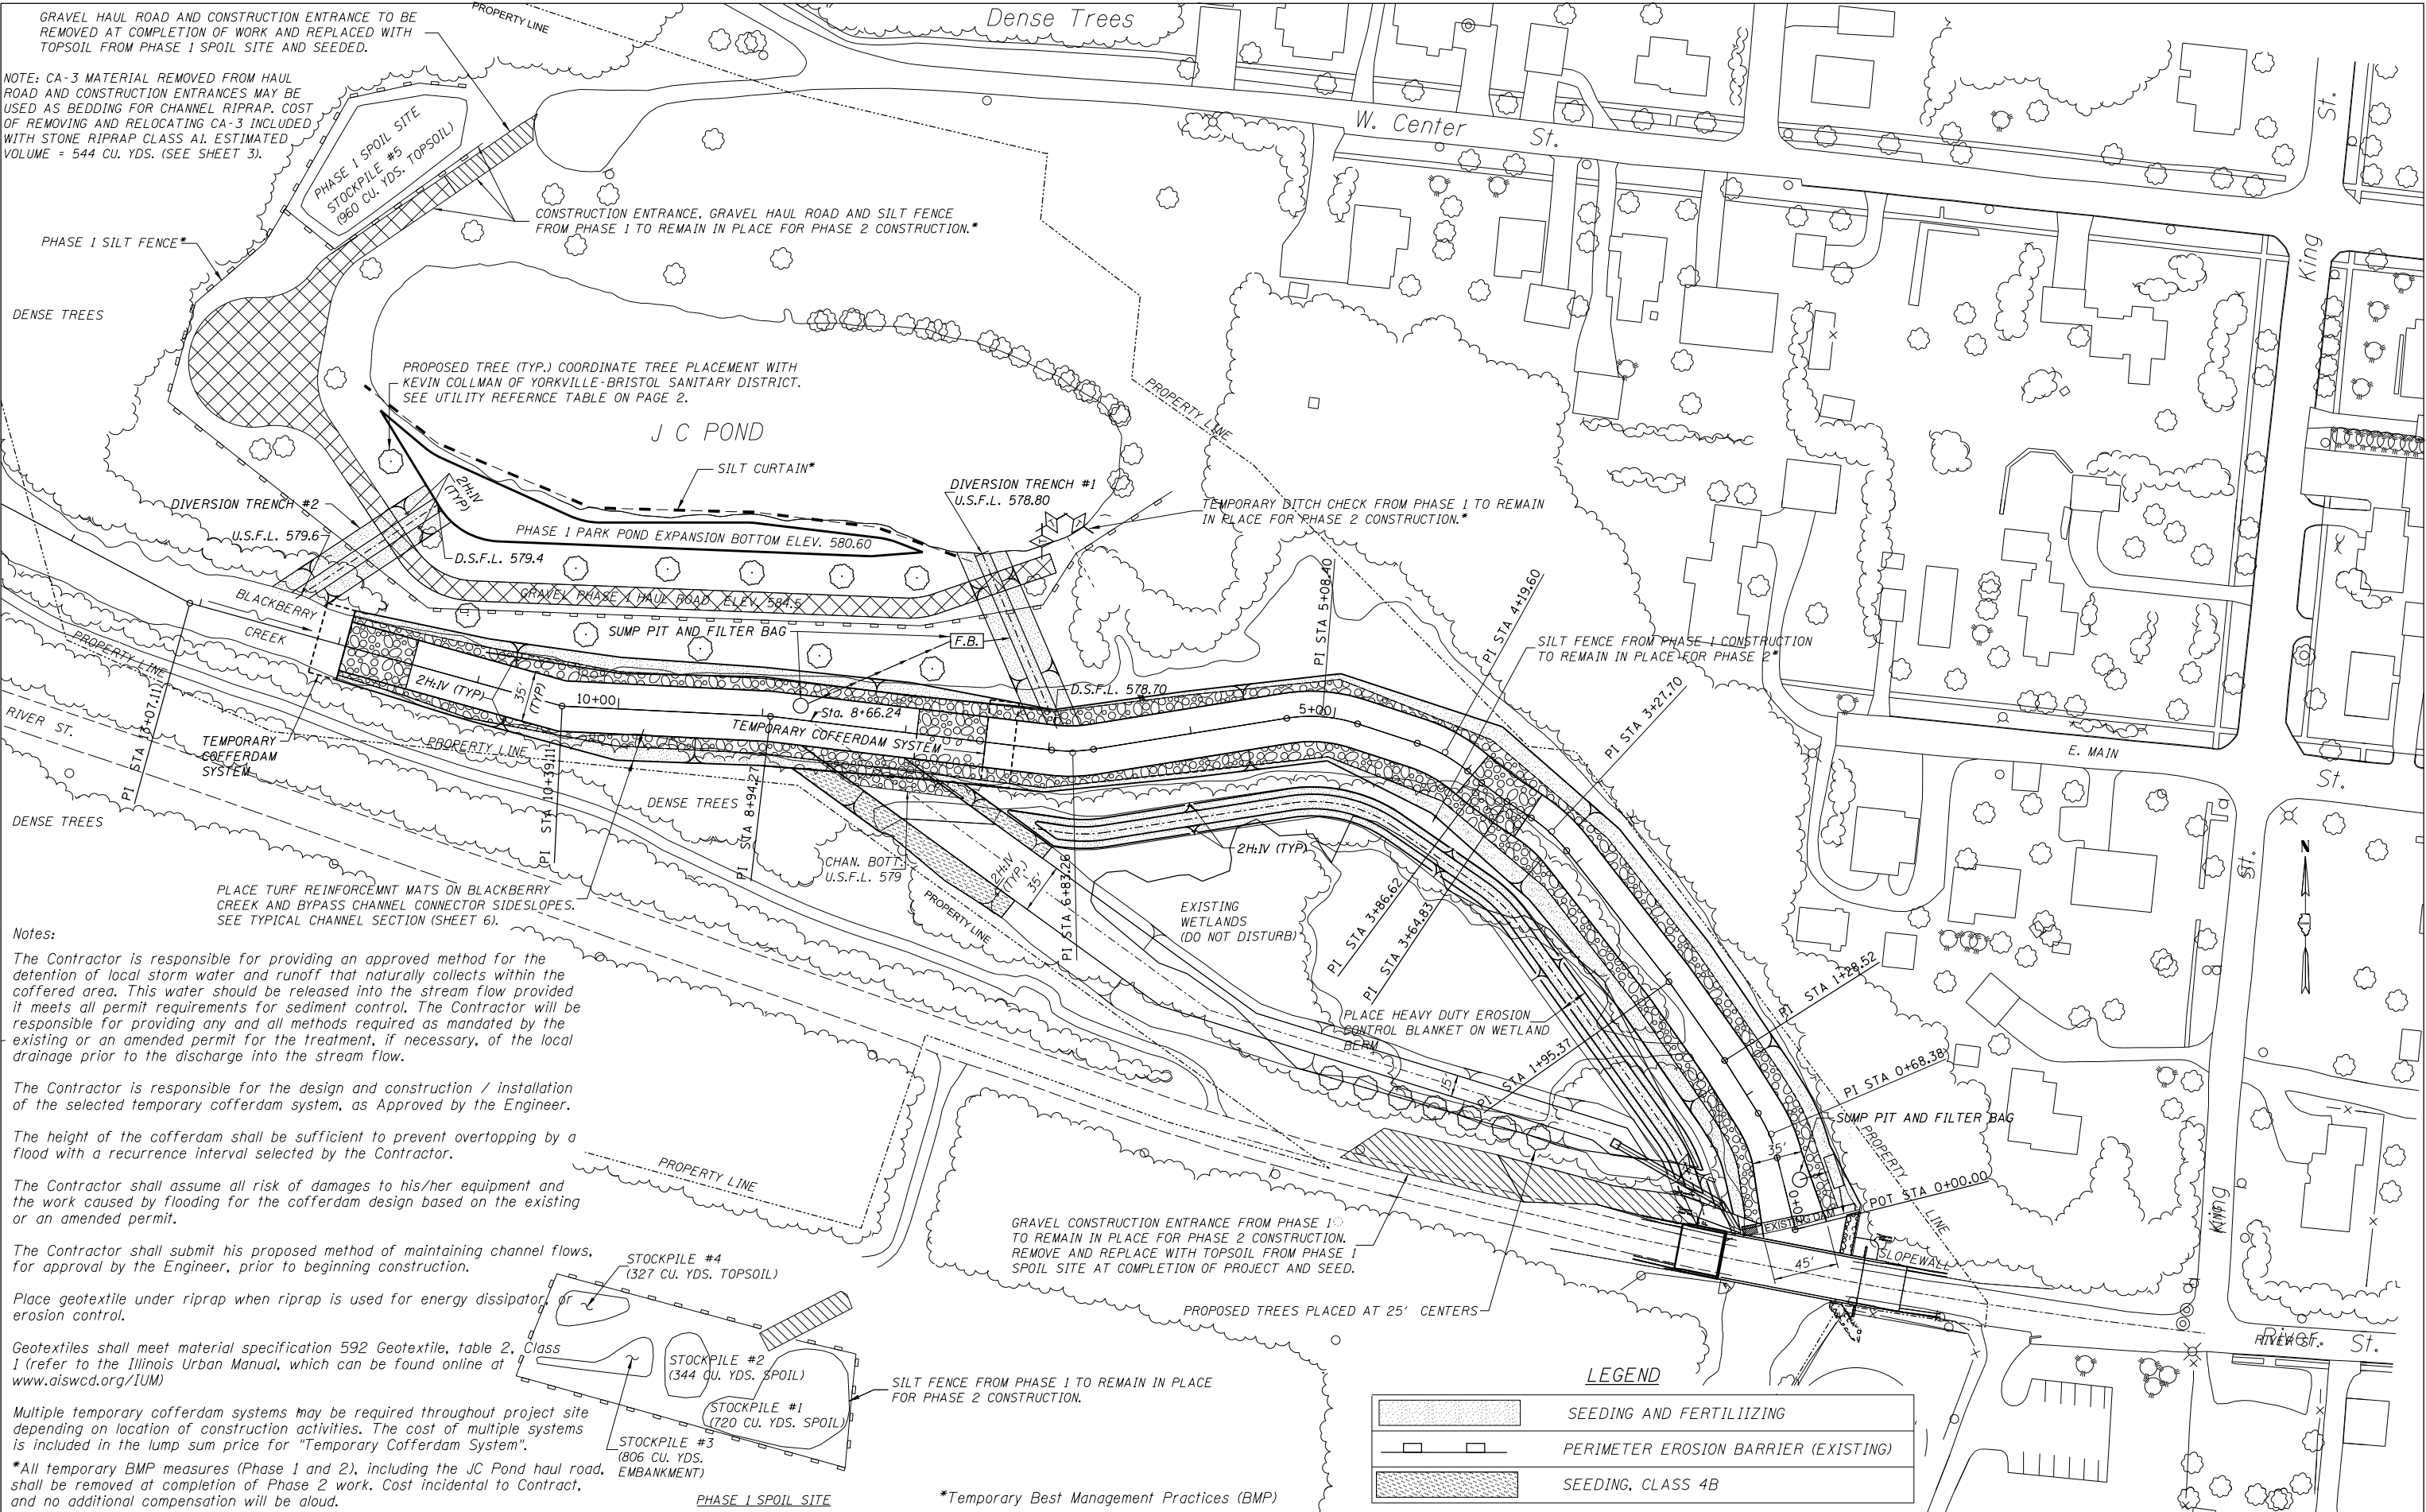 GRAVEL HAUL ROAD AND CONSTRUCTION ENTRANCE TO BE
REMOVED AT COMPLETION OF WORK AND REPLACED WITH
TOPSOIL FROM PHASE 1 SPOIL SITE AND SEEDED.
PROPERTY LINE
Dense Trees
NOTE: CA-3 MATERIAL REMOVED FROM HAUL
ROAD AND CONSTRUCTION ENTRANCES MAY BE
USED AS BEDDING FOR CHANNEL RIPRAP. COST
OF REMOVING AND RELOCATING CA-3 INCLUDED
WITH STONE RIPRAP CLASS A1. ESTIMATED
VOLUME = 544 CU. YDS. (SEE SHEET 3).
PHASE 1 SPOIL SITE
STOCKPILE #5
(960 CU. YDS. TOPSOIL)
W. Center St.
St.
King
CONSTRUCTION ENTRANCE, GRAVEL HAUL ROAD AND SILT FENCE
FROM PHASE 1 TO REMAIN IN PLACE FOR PHASE 2 CONSTRUCTION.*
PHASE 1 SILT FENCE*
DENSE TREES
PROPOSED TREE (TYP.) COORDINATE TREE PLACEMENT WITH
KEVIN COLLMAN OF YORKVILLE-BRISTOL SANITARY DISTRICT.
SEE UTILITY REFERNCE TABLE ON PAGE 2.
J C POND
PROPERTY LINE
SILT CURTAIN*
2H:1V
(TYP)
DIVERSION TRENCH #2
U.S.F.L. 579.6
D.S.F.L. 579.4
PHASE 1 PARK POND EXPANSION BOTTOM ELEV. 580.60
DIVERSION TRENCH #1
U.S.F.L. 578.80
TEMPORARY DITCH CHECK FROM PHASE 1 TO REMAIN
IN PLACE FOR PHASE 2 CONSTRUCTION.*
GRAVEL PHASE 1 HAUL ROAD ELEV. 584.5
BLACKBERRY
CREEK
PROPERTY LINE
SUMP PIT AND FILTER BAG
F.B.
PI STA 5+08.40
PI STA 4+19.60
SILT FENCE FROM PHASE 1 CONSTRUCTION
TO REMAIN IN PLACE FOR PHASE 2*
PI STA 3+27.70
2H:1V (TYP)
35'
(TYP)
10+00
Sta. 8+66.24
D.S.F.L. 578.70
5+00
TEMPORARY COFFERDAM SYSTEM
RIVER ST.
PI STA 13+07.11
TEMPORARY
COFFERDAM
SYSTEM
PROPERTY LINE
PI STA 10+39.11
PI STA 8+94.27
DENSE TREES
DENSE TREES
E. MAIN
St.
2H:1V (TYP)
CHAN. BOTT.
U.S.F.L. 579
2H:1V
(TYP.)
35'
PI STA 6+83.26
PROPERTY LINE
PLACE TURF REINFORCEMNT MATS ON BLACKBERRY
CREEK AND BYPASS CHANNEL CONNECTOR SIDESLOPES.
SEE TYPICAL CHANNEL SECTION (SHEET 6).
EXISTING
WETLANDS
(DO NOT DISTURB)
PI STA 3+86.62
PI STA 3+64.83
N
St.
King
PI STA 1+28.52
PLACE HEAVY DUTY EROSION
CONTROL BLANKET ON WETLAND
BERM
PI STA 1+95.37
15'
PI STA 0+68.38
SUMP PIT AND FILTER BAG
PROPERTY LINE
35'
0+00
POT STA 0+00.00
EXISTING DAM
SLOPEWALL
45'
Notes:
The Contractor is responsible for providing an approved method for the
detention of local storm water and runoff that naturally collects within the
coffered area. This water should be released into the stream flow provided
it meets all permit requirements for sediment control. The Contractor will be
responsible for providing any and all methods required as mandated by the
existing or an amended permit for the treatment, if necessary, of the local
drainage prior to the discharge into the stream flow.
The Contractor is responsible for the design and construction / installation
of the selected temporary cofferdam system, as Approved by the Engineer.
The height of the cofferdam shall be sufficient to prevent overtopping by a
flood with a recurrence interval selected by the Contractor.
The Contractor shall assume all risk of damages to his/her equipment and
the work caused by flooding for the cofferdam design based on the existing
or an amended permit.
The Contractor shall submit his proposed method of maintaining channel flows,
for approval by the Engineer, prior to beginning construction.
Place geotextile under riprap when riprap is used for energy dissipator, or
erosion control.
Geotextiles shall meet material specification 592 Geotextile, table 2, Class
1 (refer to the Illinois Urban Manual, which can be found online at
www.aiswcd.org/IUM)
Multiple temporary cofferdam systems may be required throughout project site
depending on location of construction activities. The cost of multiple systems
is included in the lump sum price for "Temporary Cofferdam System".
*All temporary BMP measures (Phase 1 and 2), including the JC Pond haul road,
shall be removed at completion of Phase 2 work. Cost incidental to Contract,
and no additional compensation will be aloud.
PROPERTY LINE
GRAVEL CONSTRUCTION ENTRANCE FROM PHASE 1
TO REMAIN IN PLACE FOR PHASE 2 CONSTRUCTION.
REMOVE AND REPLACE WITH TOPSOIL FROM PHASE 1
SPOIL SITE AT COMPLETION OF PROJECT AND SEED.
PROPOSED TREES PLACED AT 25' CENTERS
STOCKPILE #4
(327 CU. YDS. TOPSOIL)
STOCKPILE #2
(344 CU. YDS. SPOIL)
STOCKPILE #1
(720 CU. YDS. SPOIL)
STOCKPILE #3
(806 CU. YDS.
EMBANKMENT)
SILT FENCE FROM PHASE 1 TO REMAIN IN PLACE
FOR PHASE 2 CONSTRUCTION.
PHASE 1 SPOIL SITE
*Temporary Best Management Practices (BMP)
RIVER ST.
River St.
LEGEND
SEEDING AND FERTILIIZING
PERIMETER EROSION BARRIER (EXISTING)
SEEDING, CLASS 4B